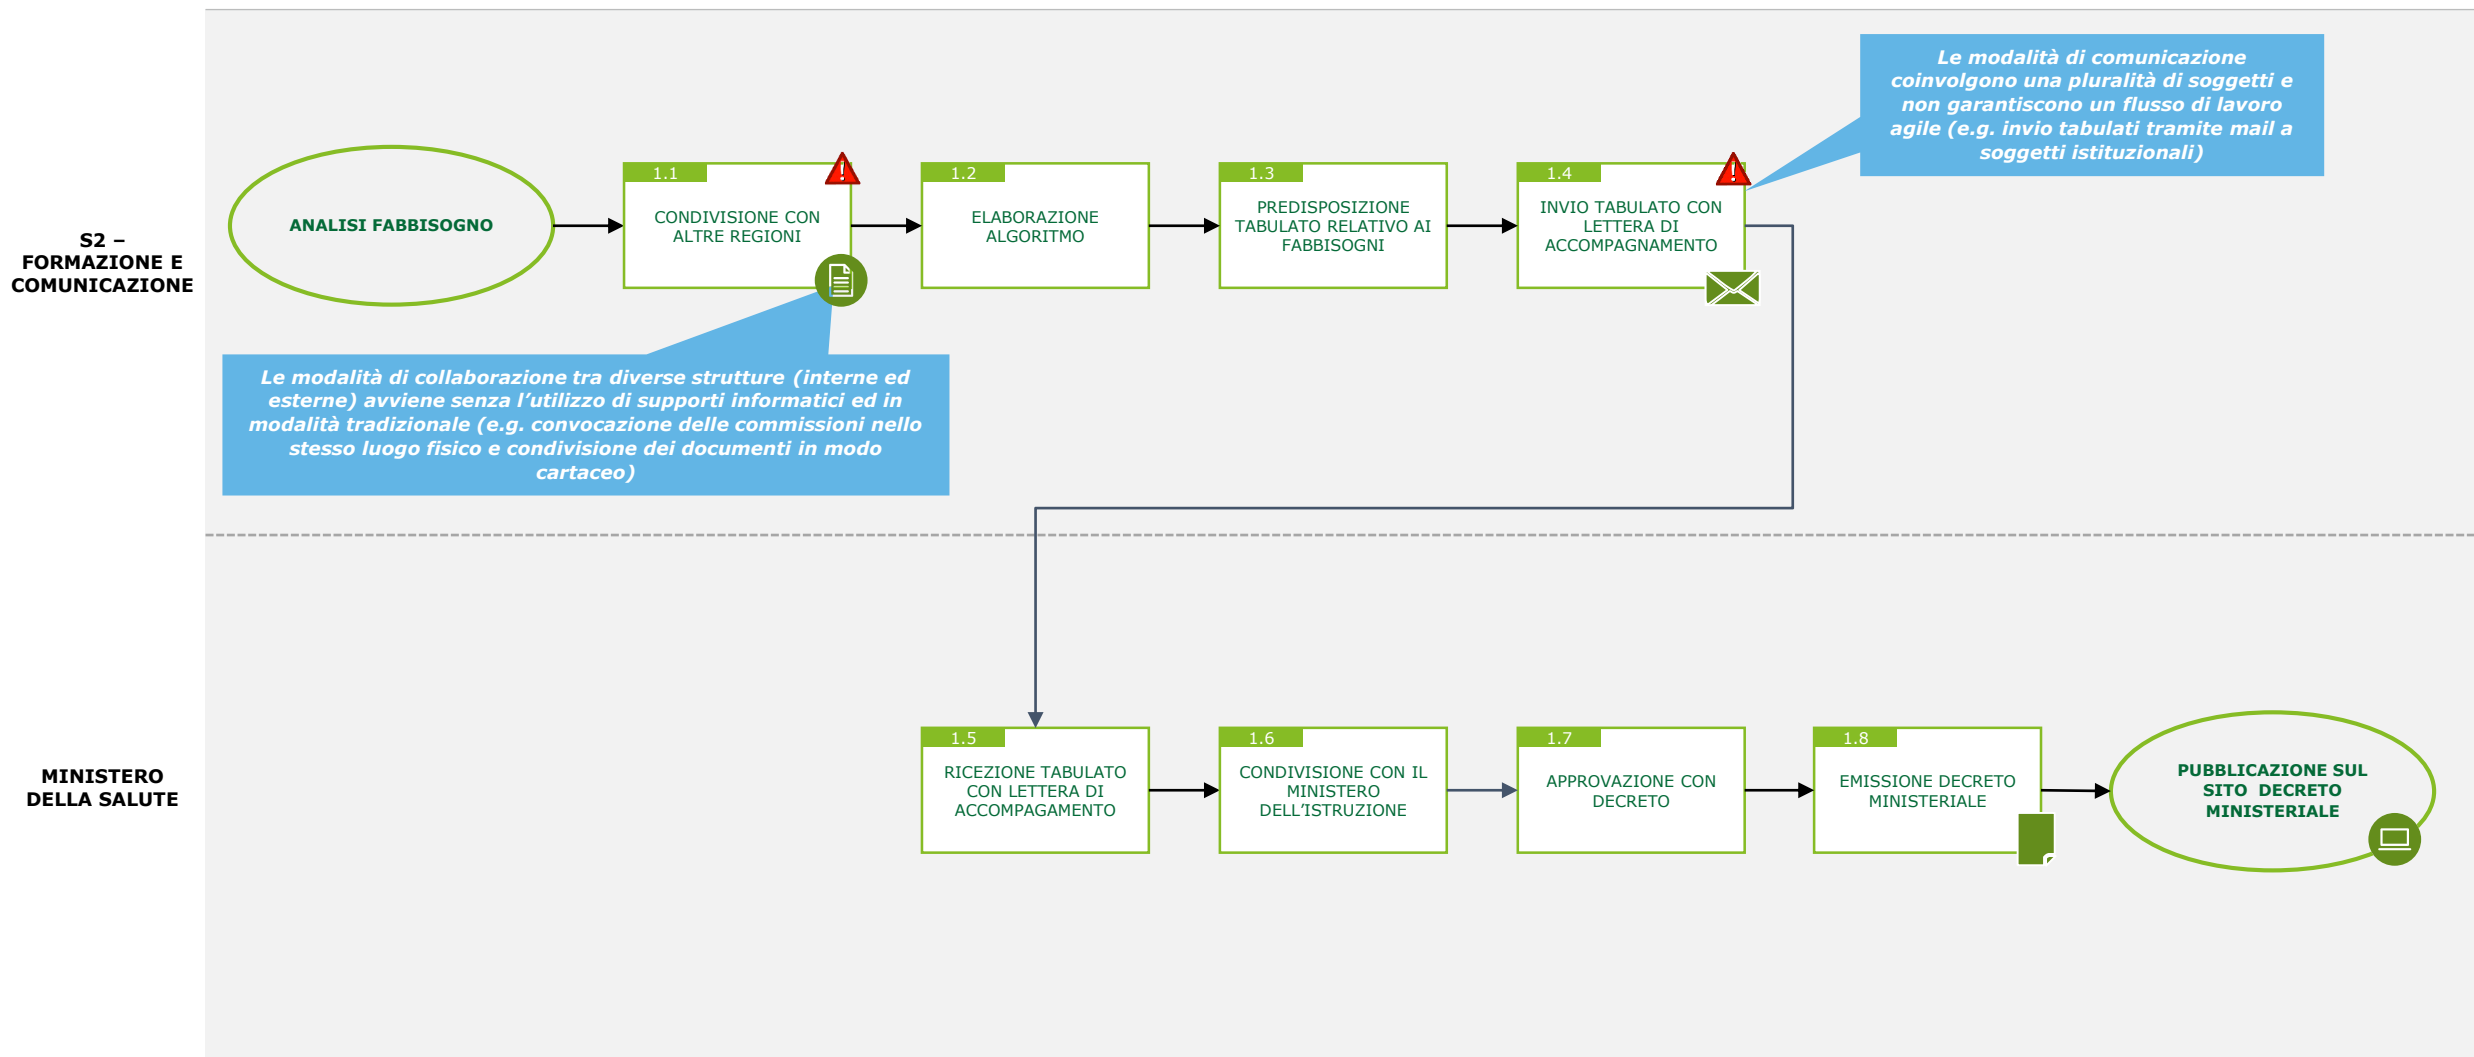 Le modalità di comunicazione
coinvolgono una pluralità di soggetti e
non garantiscono un flusso di lavoro
agile (e.g. invio tabulati tramite mail a
soggetti istituzionali)
S2 –
FORMAZIONE E
COMUNICAZIONE
ANALISI FABBISOGNO
1.1
CONDIVISIONE CON
ALTRE REGIONI
1.2
ELABORAZIONE
ALGORITMO
1.3
PREDISPOSIZIONE
TABULATO RELATIVO AI
FABBISOGNI
1.4
INVIO TABULATO CON
LETTERA DI
ACCOMPAGNAMENTO
Le modalità di collaborazione tra diverse strutture (interne ed
esterne) avviene senza l’utilizzo di supporti informatici ed in
modalità tradizionale (e.g. convocazione delle commissioni nello
stesso luogo fisico e condivisione dei documenti in modo
cartaceo)
MINISTERO
DELLA SALUTE
1.5
RICEZIONE TABULATO
CON LETTERA DI
ACCOMPAGAMENTO
1.6
CONDIVISIONE CON IL
MINISTERO
DELL’ISTRUZIONE
1.7
APPROVAZIONE CON
DECRETO
1.8
EMISSIONE DECRETO
MINISTERIALE
PUBBLICAZIONE SUL
SITO DECRETO
MINISTERIALE